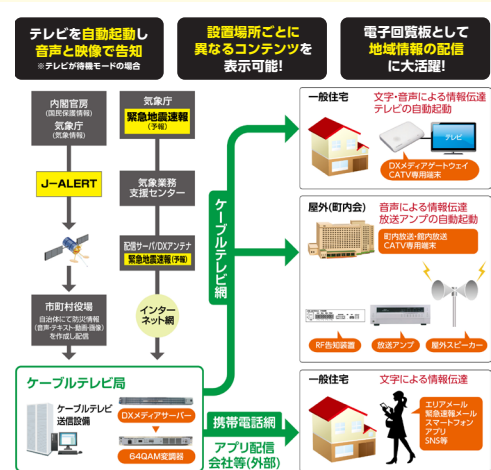 テレビを自動起動し
音声と映像で告知
※テレビが待機モードの場合
設置場所ごとに
異なるコンテンツを
表示可能!
電子回覧板として
地域情報の配信
に大活躍!
内閣官房
(国民保護情報)
気象庁
(気象情報)
J-ALERT
市町村役場
自治体にて防災情報
(音声・テキスト・動画・画像)
を作成し配信
気象庁
緊急地震速報
(予報)
気象業務
支援センター
配信サーバ/DXアンテナ
緊急地震速報(予報)
インター
ネット網
ケーブルテレビ局
ケーブルテレビ
送信設備
DXメディアサーバー
64QAM変調器
ケーブルテレビ網
携帯電話網
アプリ配信
会社等(外部)
一般住宅
文字・音声による情報伝達
テレビの自動起動
テレビ
DXメディアゲートウェイ
CATV専用端末
屋外(町内会)
音声による情報伝達
放送アンプの自動起動
町内放送・館内放送
CATV専用端末
RF告知装置
放送アンプ
屋外スピーカー
一般住宅
文字による情報伝達
エリアメール
緊急速報メール
スマートフォン
アプリ
SNS等